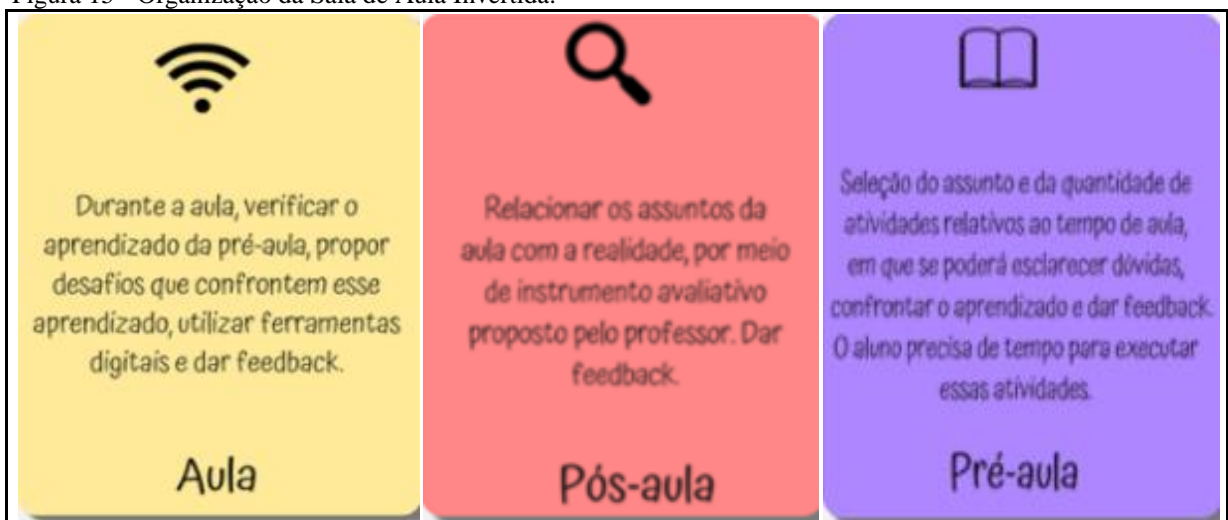 Figura 15 - Organização da Sala de Aula Invertida.
Durante a aula, verificar o
aprendizado da pré-aula, propor
desafios que confrontem esse
aprendizado, utilizar ferramentas
digitais e dar feedback.
Aula
Relacionar os assuntos da
aula com a realidade, por meio
de instrumento avaliativo
proposto pelo professor. Dar
feedback.
Pós-aula
Seleção do assunto e da quantidade de
atividades relativos ao tempo de aula,
em que se poderá esclarecer dúvidas,
confrontar o aprendizado e dar feedback.
O aluno precisa de tempo para executar
essas atividades.
Pré-aula